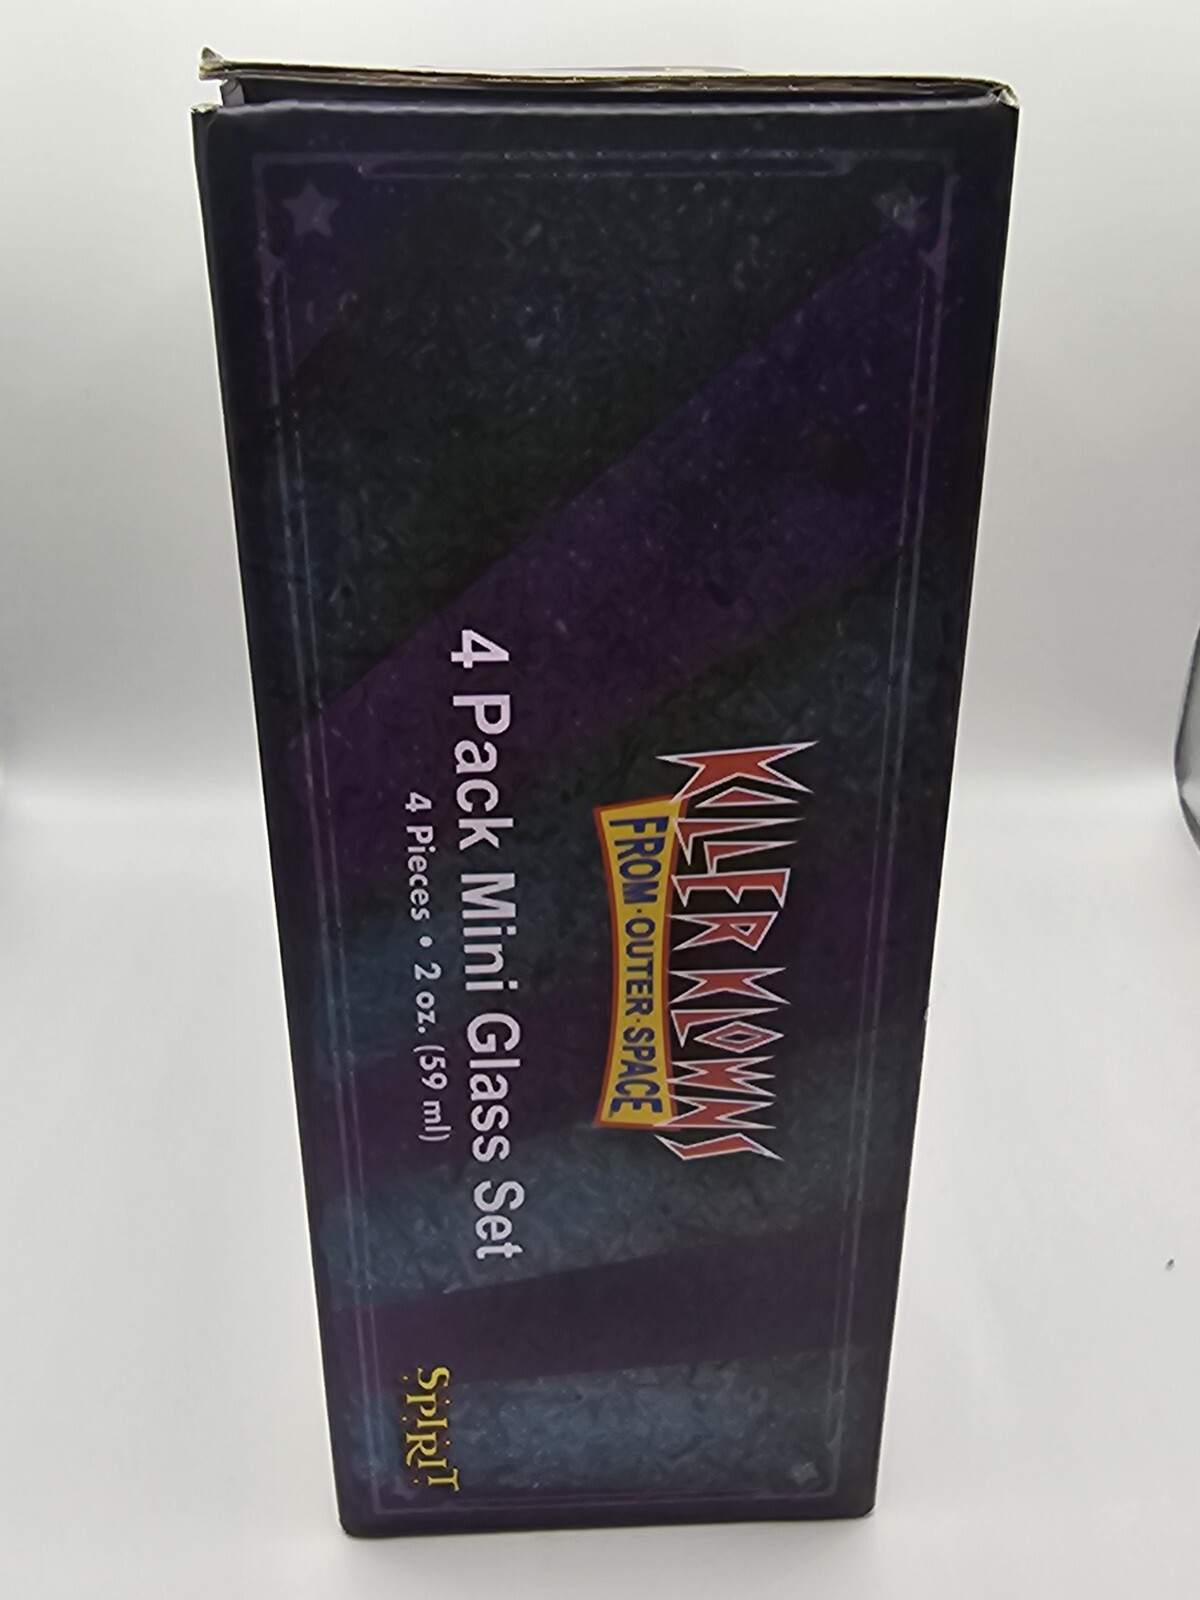 KILLER KLOWNS
FROM·OUTER·SPACE
4 Pack Mini Glass Set
4 Pieces • 2 oz. (59 ml)
SPIRIT